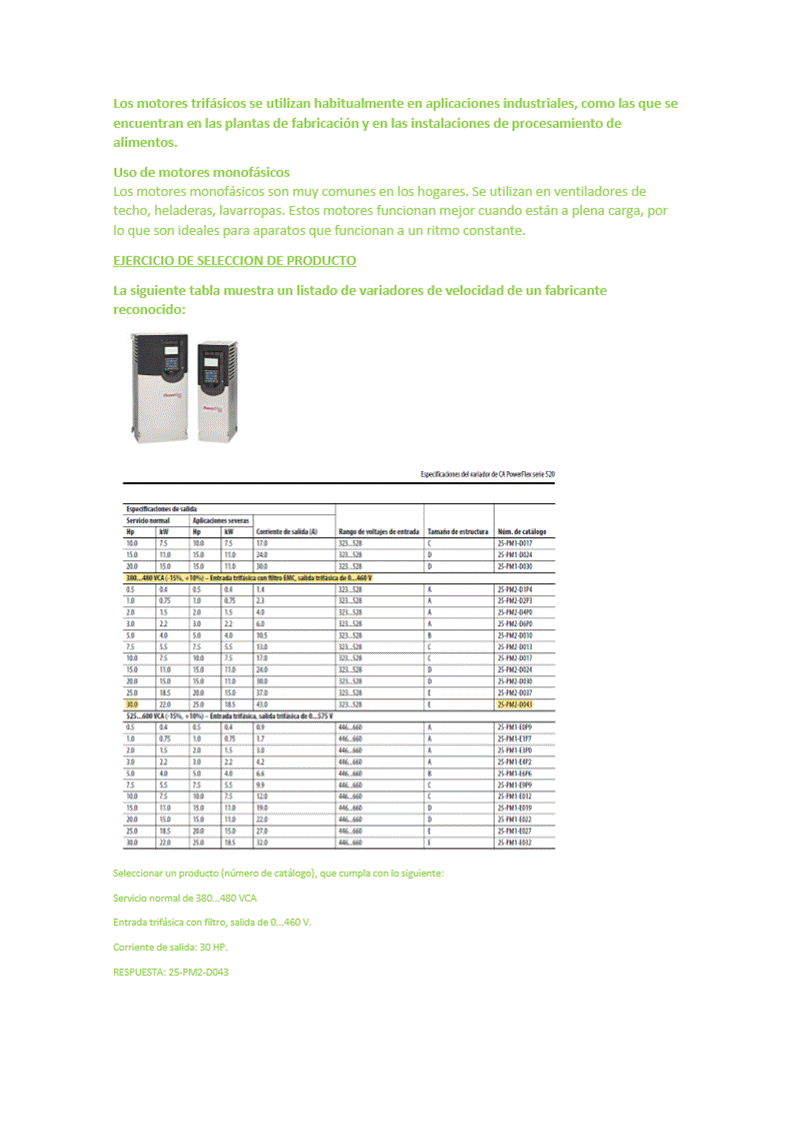 Los motores trifásicos se utilizan habitualmente en aplicaciones industriales, como las que se
encuentran en las plantas de fabricación y en las instalaciones de procesamiento de
alimentos.
Uso de motores monofásicos
Los motores monofásicos son muy comunes en los hogares. Se utilizan en ventiladores de
techo, heladeras, lavarropas. Estos motores funcionan mejor cuando están a plena carga, por
lo que son ideales para aparatos que funcionan a un ritmo constante.
EJERCICIO DE SELECCION DE PRODUCTO
La siguiente tabla muestra un listado de variadores de velocidad de un fabricante
reconocido:
Especificaciones del variador de CA PowerFlex serie 520
Especificaciones de salida
Servicio normal Aplicaciones severas
Hp kW Hp kW Corriente de salida (A) Rango de voltajes de entrada Tamaño de estructura Núm. de catálogo
10.0 7.5 10.0 7.5 17.0 323…528 C 25-PM1-D017
15.0 11.0 15.0 11.0 24.0 323…528 D 25-PM1-D024
20.0 15.0 15.0 11.0 30.0 323…528 D 25-PM1-D030
380…480 VCA (-15%, +10%) – Entrada trifásica con filtro EMC, salida trifásica de 0…460 V
0.5 0.4 0.5 0.4 1.4 323…528 A 25-PM2-D1P4
1.0 0.75 1.0 0.75 2.3 323…528 A 25-PM2-D2P3
2.0 1.5 2.0 1.5 4.0 323…528 A 25-PM2-D4P0
3.0 2.2 3.0 2.2 6.0 323…528 A 25-PM2-D6P0
5.0 4.0 5.0 4.0 10.5 323…528 B 25-PM2-D010
7.5 5.5 7.5 5.5 13.0 323…528 C 25-PM2-D013
10.0 7.5 10.0 7.5 17.0 323…528 C 25-PM2-D017
15.0 11.0 15.0 11.0 24.0 323…528 D 25-PM2-D024
20.0 15.0 15.0 11.0 30.0 323…528 D 25-PM2-D030
25.0 18.5 20.0 15.0 37.0 323…528 E 25-PM2-D037
30.0 22.0 25.0 18.5 43.0 323…528 E 25-PM2-D043
525…600 VCA (-15%, +10%) – Entrada trifásica, salida trifásica de 0…575 V
0.5 0.4 0.5 0.4 0.9 446…660 A 25-PM1-E0P9
1.0 0.75 1.0 0.75 1.7 446…660 A 25-PM1-E1P7
2.0 1.5 2.0 1.5 3.0 446…660 A 25-PM1-E3P0
3.0 2.2 3.0 2.2 4.2 446…660 A 25-PM1-E4P2
5.0 4.0 5.0 4.0 6.6 446…660 B 25-PM1-E6P6
7.5 5.5 7.5 5.5 9.9 446…660 C 25-PM1-E9P9
10.0 7.5 10.0 7.5 12.0 446…660 C 25-PM1-E012
15.0 11.0 15.0 11.0 19.0 446…660 D 25-PM1-E019
20.0 15.0 15.0 11.0 22.0 446…660 D 25-PM1-E022
25.0 18.5 20.0 15.0 27.0 446…660 E 25-PM1-E027
30.0 22.0 25.0 18.5 32.0 446…660 E 25-PM1-E032
Seleccionar un producto (número de catálogo), que cumpla con lo siguiente:
Servicio normal de 380…480 VCA
Entrada trifásica con filtro, salida de 0…460 V.
Corriente de salida: 30 HP.
RESPUESTA: 25-PM2-D043